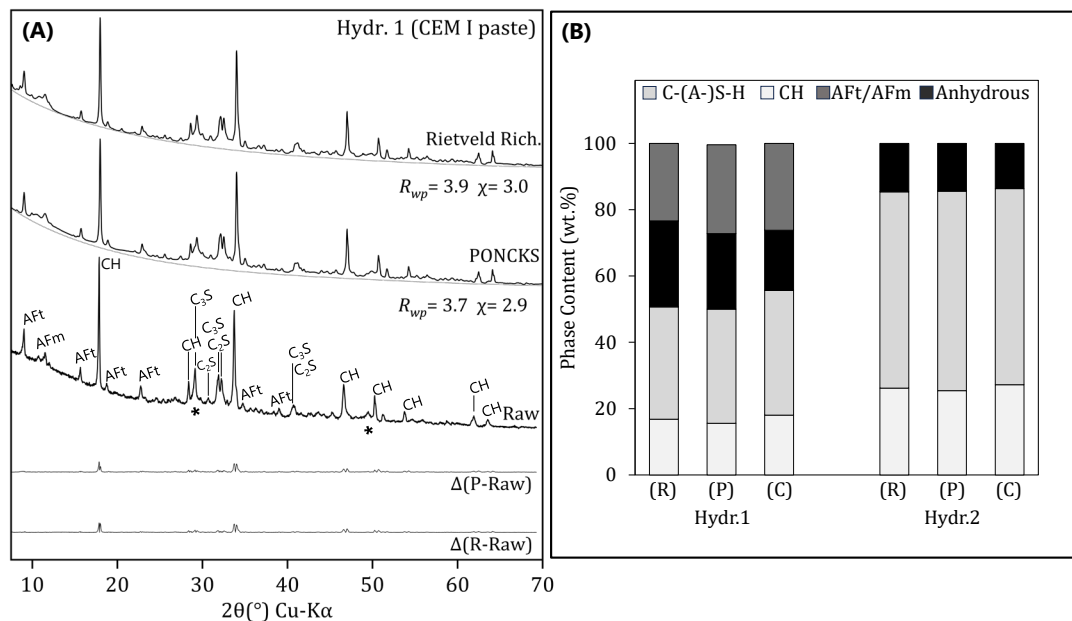 (A)
Hydr. 1 (CEM I paste)
Rietveld Rich.
R_wp= 3.9 χ= 3.0
PONCKS
R_wp= 3.7 χ= 2.9
CH
AFt
AFm
AFt
AFt
AFt
CH
C₃S
C₂S
C₃S
C₂S
CH
AFt
AFt
C₃S
C₂S
CH
CH
CH
CH
CH
*
*
Raw
Δ(P-Raw)
Δ(R-Raw)
10 20 30 40 50 60 70
2θ(°) Cu-Kα
(B)
C-(A-)S-H CH AFt/AFm Anhydrous
Phase Content (wt.%)
100
80
60
40
20
0
(R) (P) (C) (R) (P) (C)
Hydr.1 Hydr.2